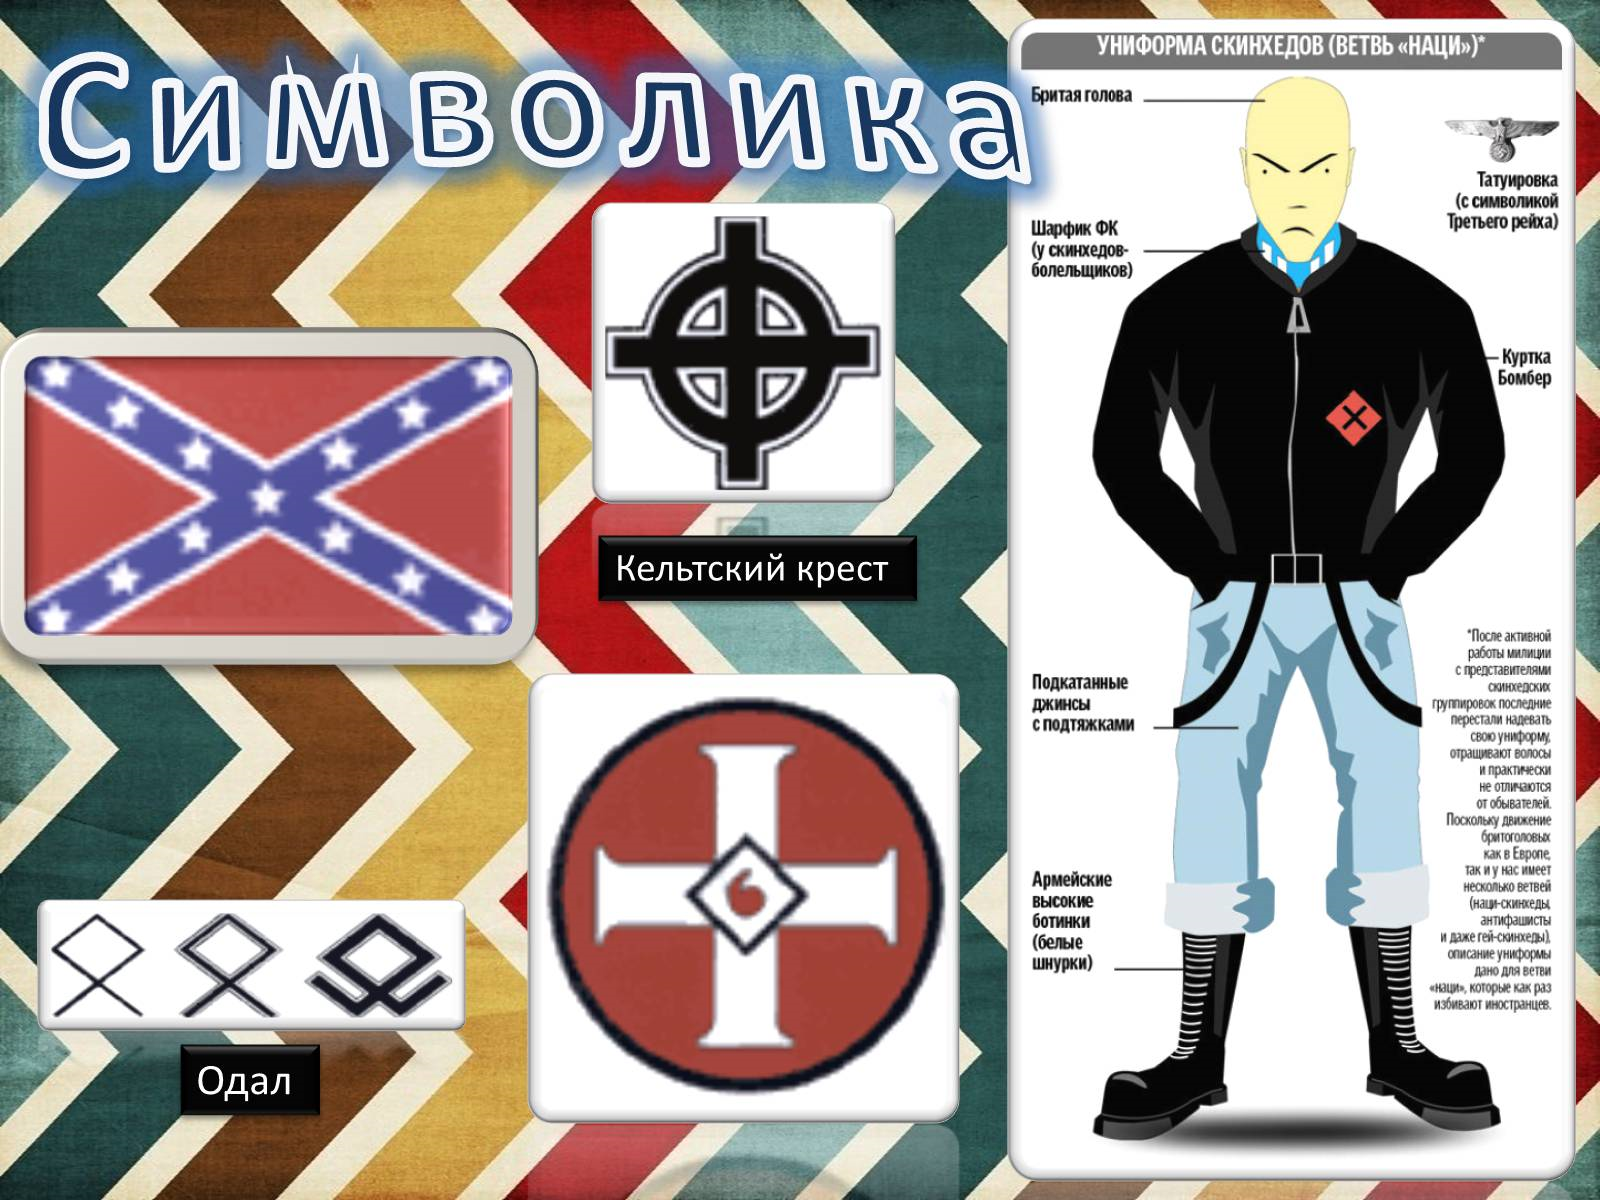 Символика
Кельтский крест
Одал
УНИФОРМА СКИНХЕДОВ (ВЕТВЬ «НАЦИ»)*
Бритая голова
Татуировка
(с символикой
Третьего рейха)
Шарфик ФК
(у скинхедов-
болельщиков)
Куртка
Бомбер
Подкатанные
джинсы
с подтяжками
Армейские
высокие
ботинки
(белые
шнурки)
*После активной
работы милиции
с представителями
скинхедских
группировок последние
перестали надевать
свою униформу,
отращивают волосы
и практически
не отличаются
от обывателей.
Поскольку движение
бритоголовых
как в Европе,
так и у нас имеет
несколько ветвей
(наци-скинхеды,
антифашисты
и даже гей-скинхеды),
описание униформы
дано для ветви
«наци», которые как раз
избивают иностранцев.